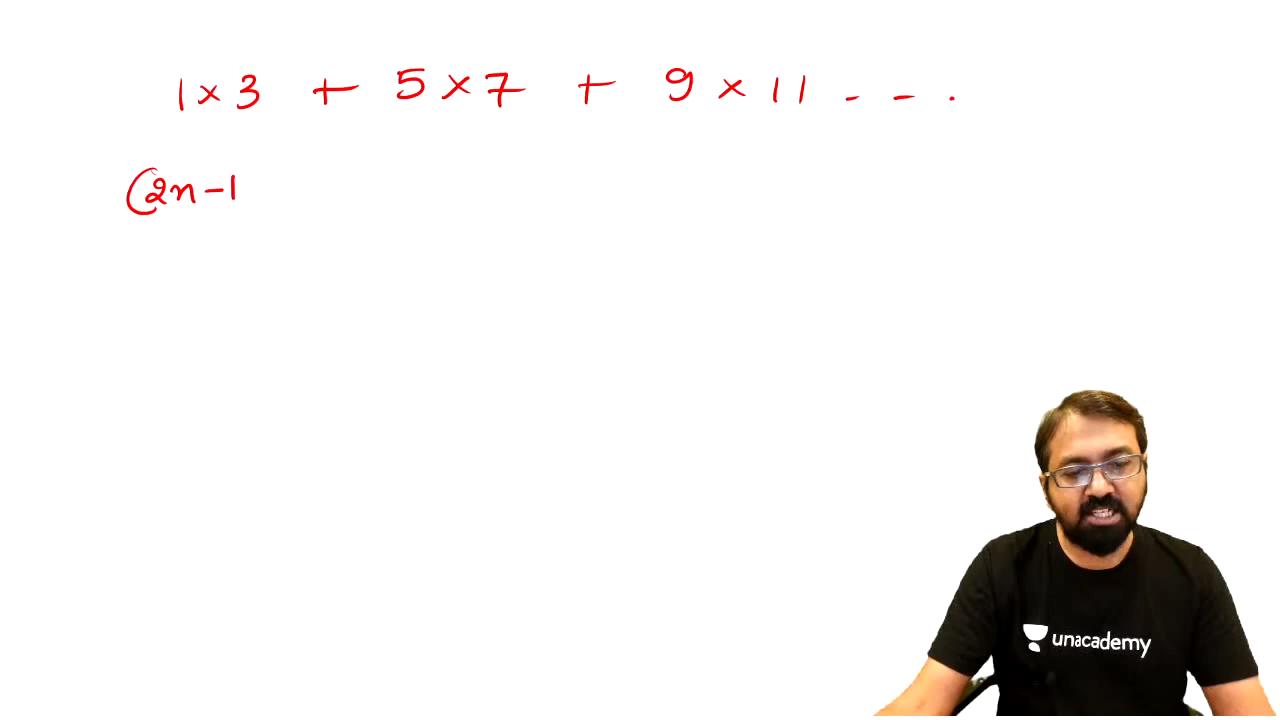 1 × 3 + 5 × 7 + 9 × 11 - - .
(2n - 1
unacademy